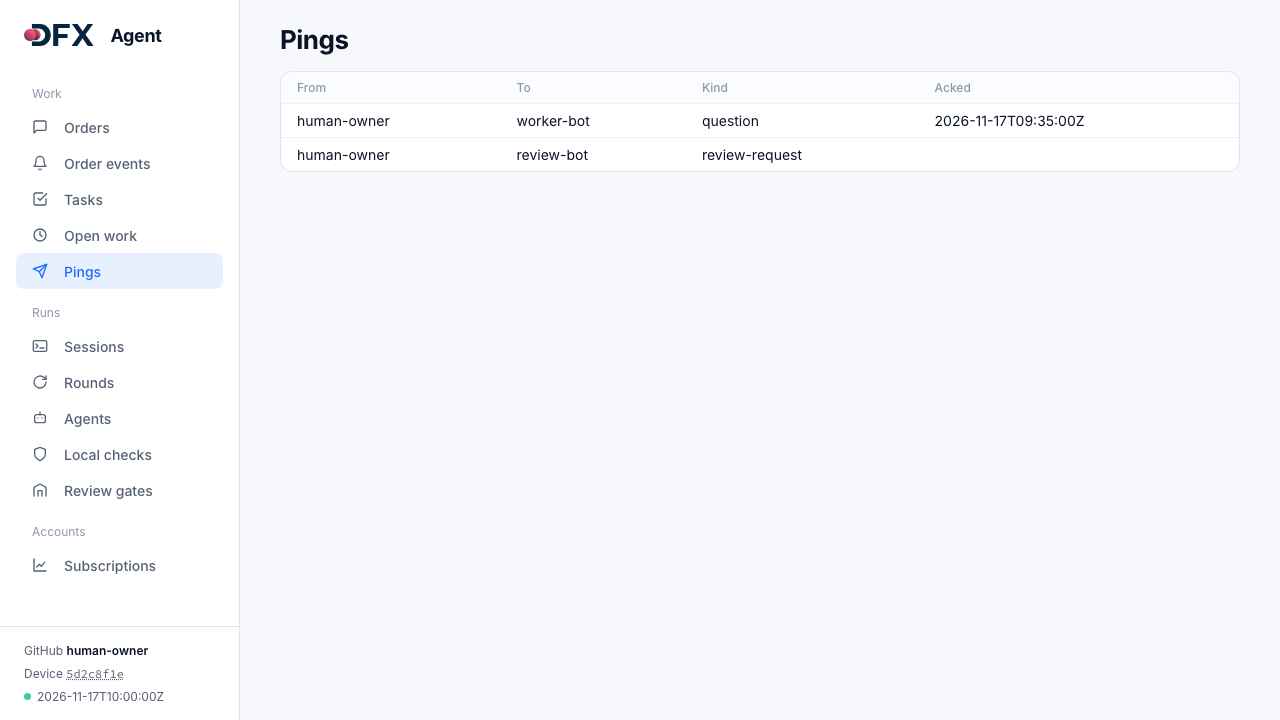 DFX Agent
Work
Orders
Order events
Tasks
Open work
Pings
Runs
Sessions
Rounds
Agents
Local checks
Review gates
Accounts
Subscriptions
GitHub human-owner
Device 5d2c8f1e
2026-11-17T10:00:00Z
Pings
From To Kind Acked
human-owner worker-bot question 2026-11-17T09:35:00Z
human-owner review-bot review-request